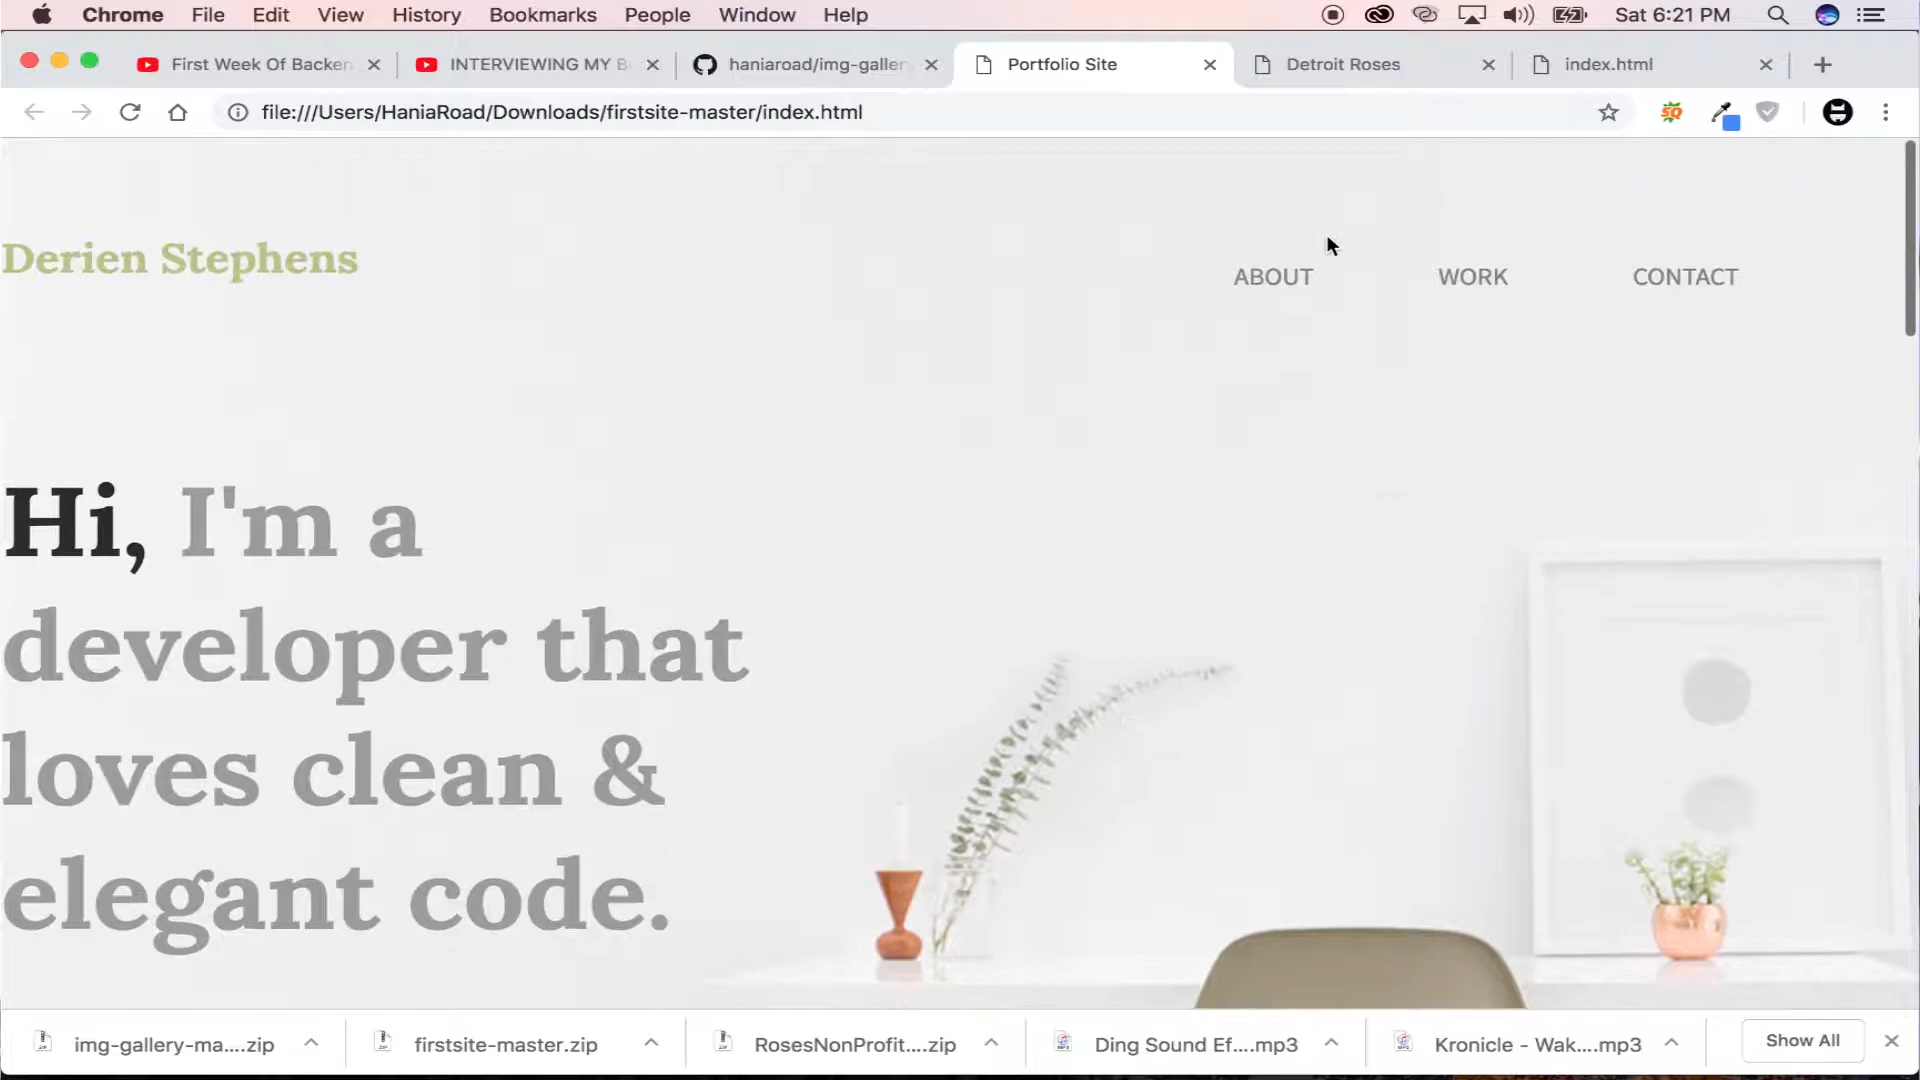 Chrome File Edit View History Bookmarks People Window Help Sat 6:21 PM
First Week Of Backen INTERVIEWING MY B haniaroad/img-gallery Portfolio Site Detroit Roses index.html
file:///Users/HaniaRoad/Downloads/firstsite-master/index.html
SQ
Derien Stephens
ABOUT WORK CONTACT
Hi, I'm a
developer that
loves clean &
elegant code.
img-gallery-ma....zip firstsite-master.zip RosesNonProfit....zip Ding Sound Ef....mp3 Kronicle - Wak....mp3 Show All